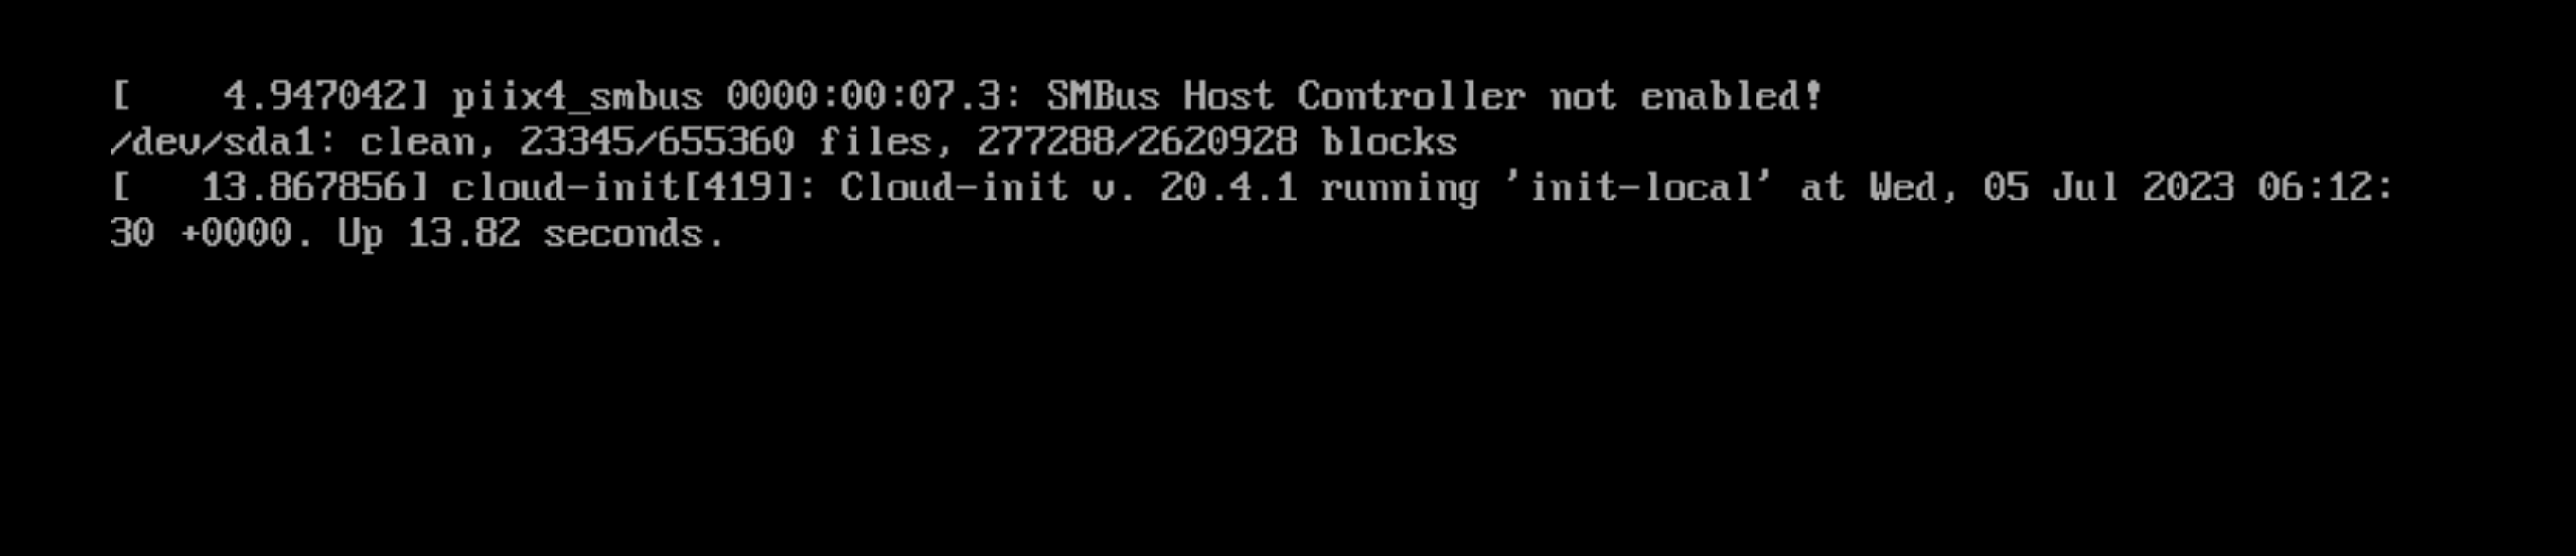 [    4.947042] piix4_smbus 0000:00:07.3: SMBus Host Controller not enabled!
/dev/sda1: clean, 23345/655360 files, 277288/2620928 blocks
[   13.867856] cloud-init[419]: Cloud-init v. 20.4.1 running 'init-local' at Wed, 05 Jul 2023 06:12:
30 +0000. Up 13.82 seconds.